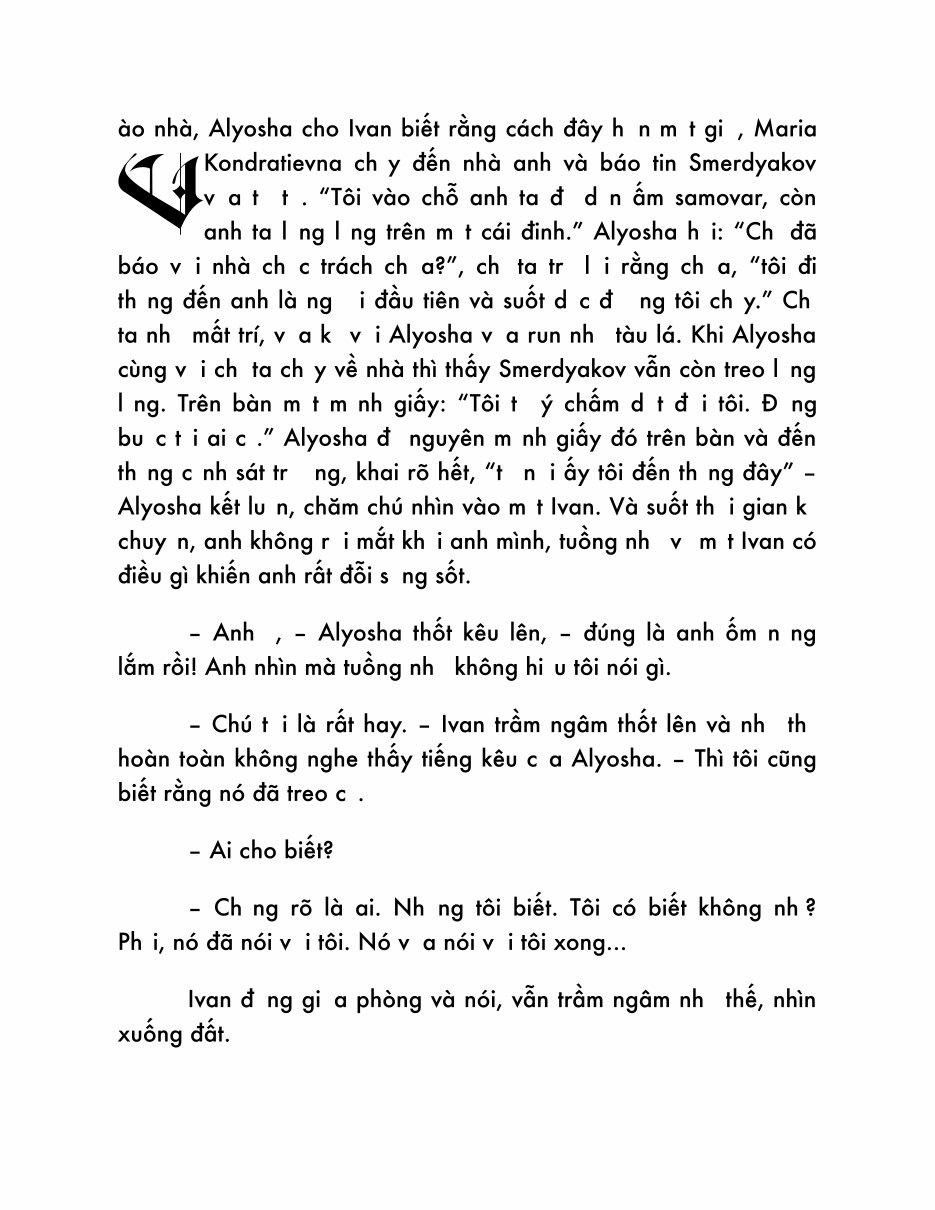 Vào nhà, Alyosha cho Ivan biết rằng cách đây h n m t gi , Maria
Kondratievna ch y đến nhà anh và báo tin Smerdyakov
v a t t . “Tôi vào chỗ anh ta đ d n ấm samovar, còn
anh ta l ng l ng trên m t cái đinh.” Alyosha h i: “Ch đã
báo v i nhà ch c trách ch a?”, ch ta tr l i rằng ch a, “tôi đi
th ng đến anh là ng i đầu tiên và suốt d c đ ng tôi ch y.” Ch
ta nh mất trí, v a k v i Alyosha v a run nh tàu lá. Khi Alyosha
cùng v i ch ta ch y về nhà thì thấy Smerdyakov vẫn còn treo l ng
l ng. Trên bàn m t m nh giấy: “Tôi t ý chấm d t đ i tôi. Đ ng
bu c t i ai c .” Alyosha đ nguyên m nh giấy đó trên bàn và đến
th ng c nh sát tr ng, khai rõ hết, “t n i ấy tôi đến th ng đây” –
Alyosha kết lu n, chăm chú nhìn vào m t Ivan. Và suốt th i gian k
chuy n, anh không r i mắt kh i anh mình, tuồng nh v m t Ivan có
điều gì khiến anh rất đỗi s ng sốt.
– Anh , – Alyosha thốt kêu lên, – đúng là anh ốm n ng
lắm rồi! Anh nhìn mà tuồng nh không hi u tôi nói gì.
– Chú t i là rất hay. – Ivan trầm ngâm thốt lên và nh th
hoàn toàn không nghe thấy tiếng kêu c a Alyosha. – Thì tôi cũng
biết rằng nó đã treo c .
– Ai cho biết?
– Ch ng rõ là ai. Nh ng tôi biết. Tôi có biết không nh ?
Ph i, nó đã nói v i tôi. Nó v a nói v i tôi xong...
Ivan đ ng gi a phòng và nói, vẫn trầm ngâm nh thế, nhìn
xuống đất.